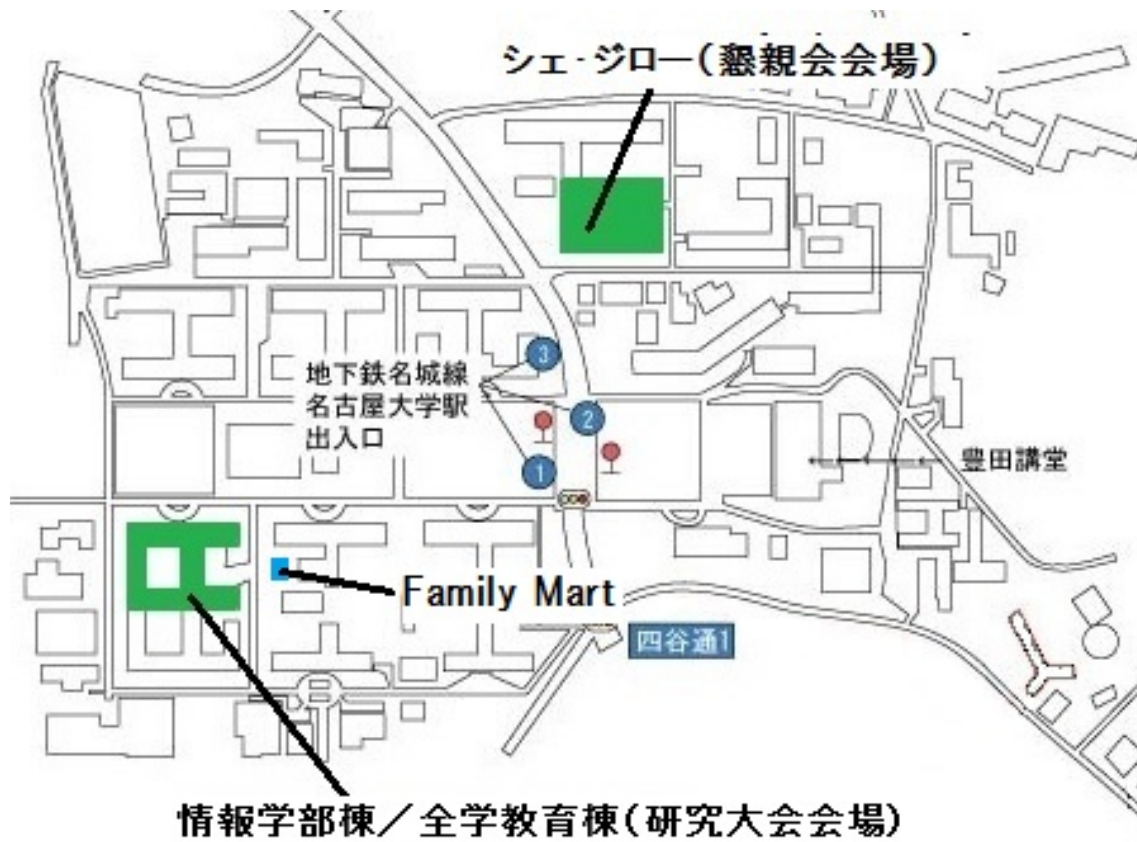 シェ・ジロー(懇親会会場)
3
地下鉄名城線
名古屋大学駅
出入口
2
1
豊田講堂
Family Mart
四谷通1
情報学部棟/全学教育棟(研究大会会場)